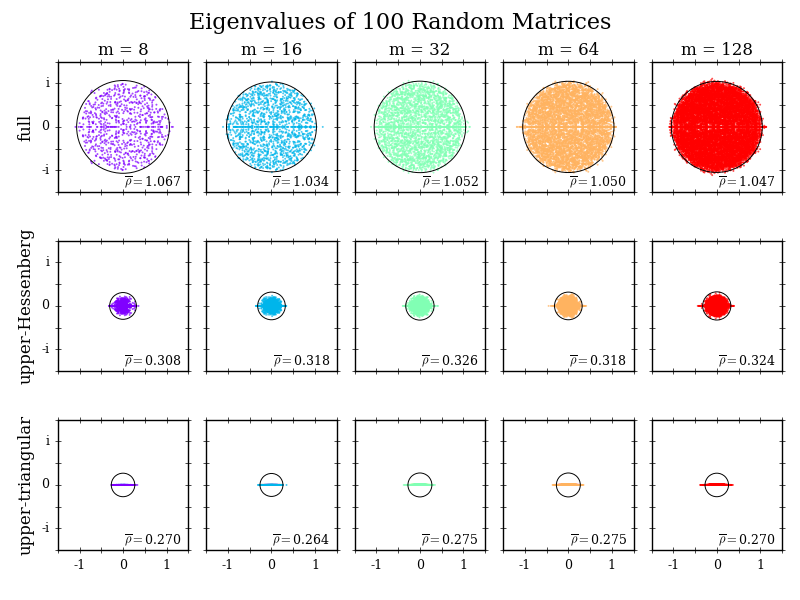 Eigenvalues of 100 Random Matrices
m = 8 m = 16 m = 32 m = 64 m = 128
full
i
0
-i
ρ̅ = 1.067 ρ̅ = 1.034 ρ̅ = 1.052 ρ̅ = 1.050 ρ̅ = 1.047
upper-Hessenberg
i
0
-i
ρ̅ = 0.308 ρ̅ = 0.318 ρ̅ = 0.326 ρ̅ = 0.318 ρ̅ = 0.324
upper-triangular
i
0
-i
ρ̅ = 0.270 ρ̅ = 0.264 ρ̅ = 0.275 ρ̅ = 0.275 ρ̅ = 0.270
-1 0 1 -1 0 1 -1 0 1 -1 0 1 -1 0 1